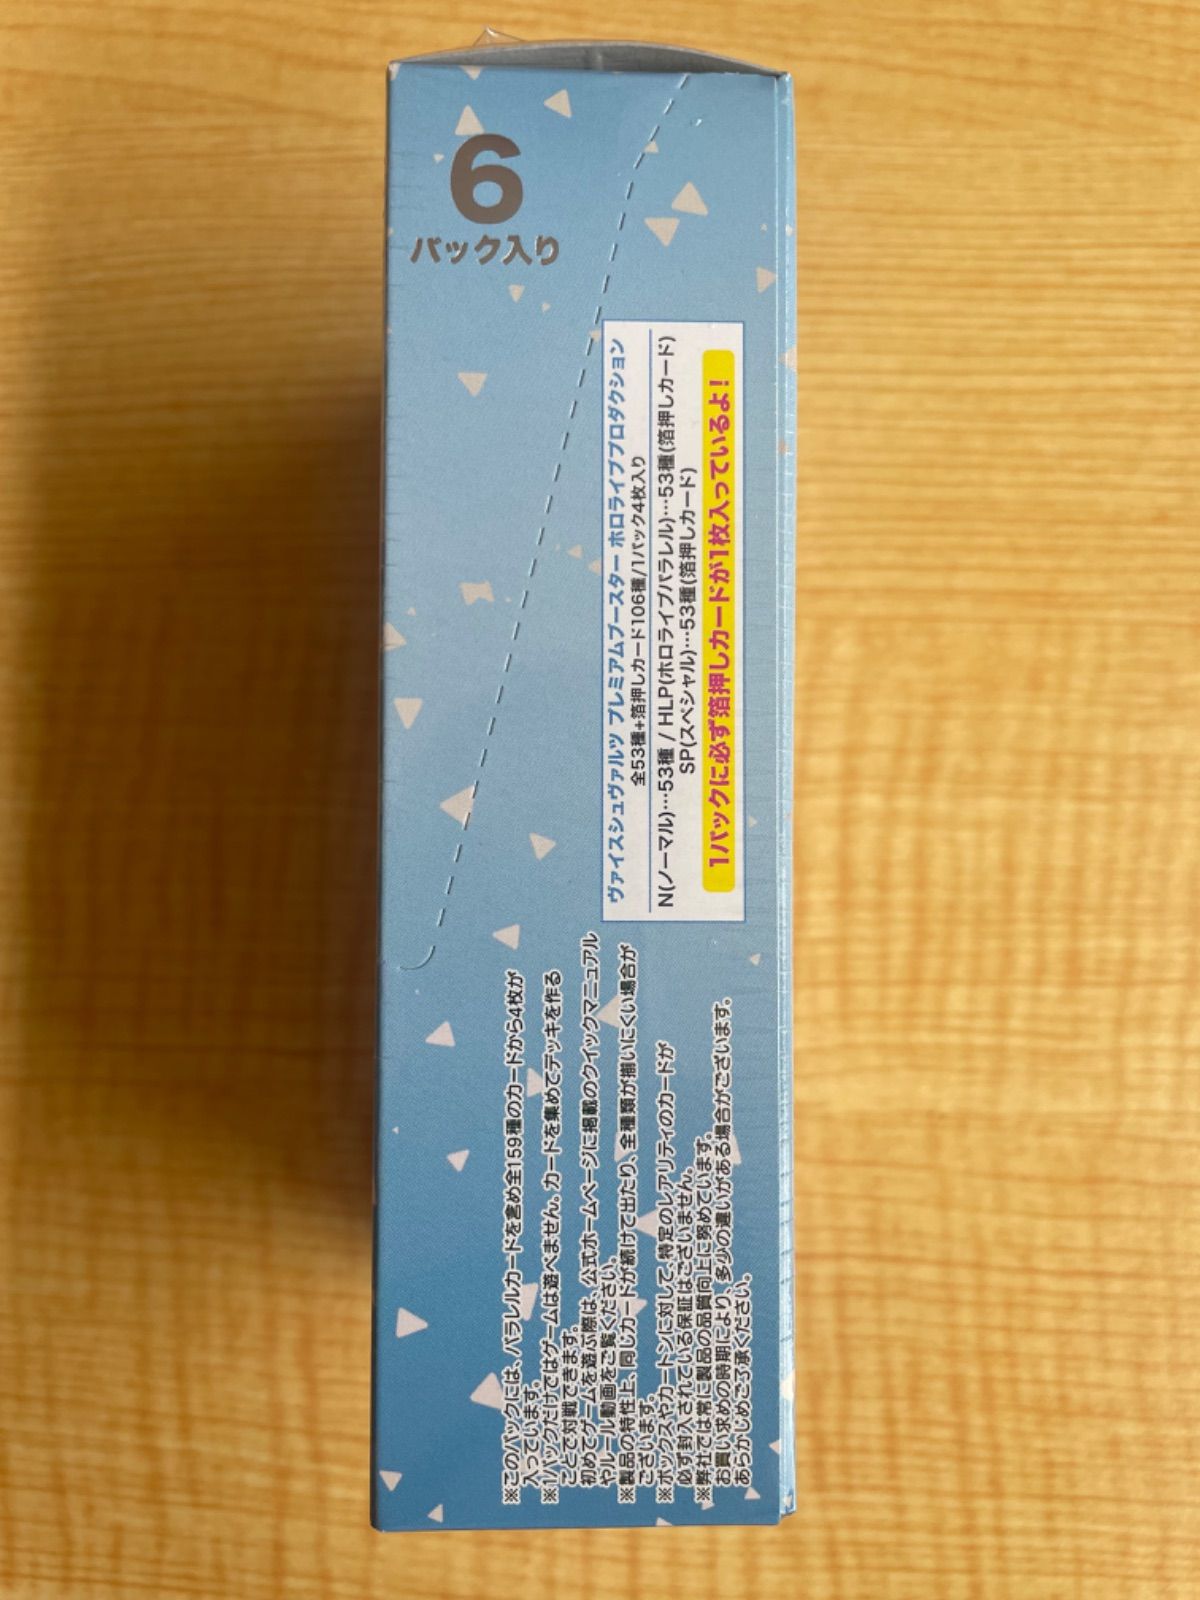 6
パック入り
ヴァイスシュヴァルツ プレミアムブースター ホロライブプロダクション
全53種+箔押しカード106種/1パック4枚入り
N(ノーマル)…53種 / HLP(ホロライブパラレル)…53種(箔押しカード)
SP(スペシャル)…53種(箔押しカード)
1パックに必ず箔押しカードが1枚入っているよ!
※このパックには、パラレルカードを含め全159種のカードから4枚が
入っています。
※1パックだけではゲームは遊べません。カードを集めてデッキを作る
ことで対戦できます。
初めてゲームを遊ぶ際は、公式ホームページに掲載のクイックマニュアル
やルール動画をご覧ください。
※製品の特性上、同じカードが続けて出たり、全種類が揃いにくい場合が
ございます。
※ボックスやカートンに対して、特定のレアリティのカードが
必ず封入されている保証はございません。
※弊社では常に製品の品質向上に努めています。
お買い求めの時期により、多少の違いがある場合がございます。
あらかじめご了承ください。